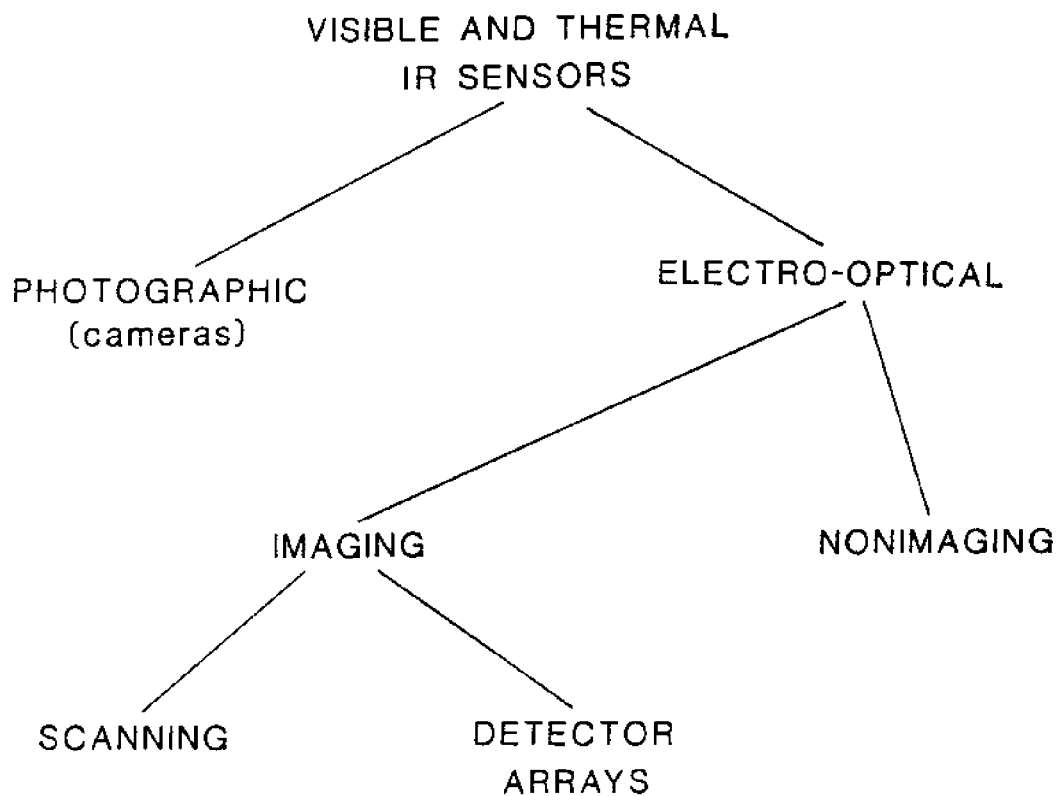 VISIBLE AND THERMAL
IR SENSORS
PHOTOGRAPHIC
(cameras)
ELECTRO-OPTICAL
IMAGING
NONIMAGING
SCANNING
DETECTOR
ARRAYS